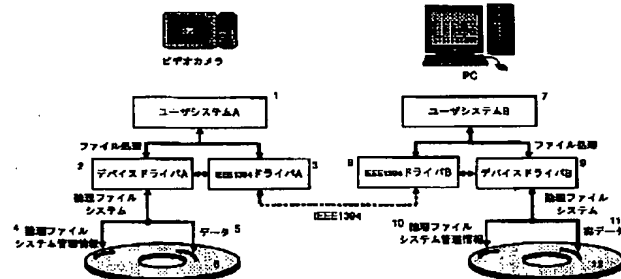 ビデオカメラ
PC
1
ユーザシステムA
7
ユーザシステムB
ファイル処理
ファイル処理
2
デバイスドライバA
3
IEEE1394ドライバA
8
IEEE1394ドライバB
9
デバイスドライバB
論理ファイル
システム
IEEE1394
論理ファイル
システム
4 論理ファイル
システム管理情報
データ 5
10 論理ファイル
システム管理情報
11
データ
6
12